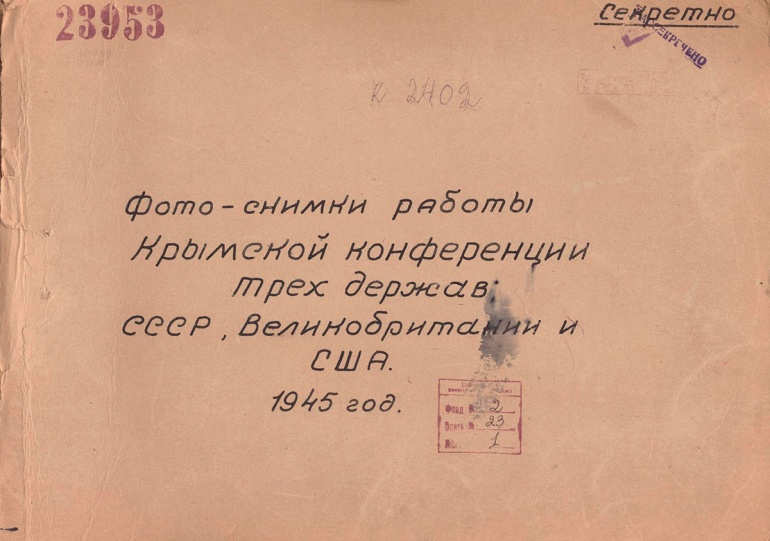 23953
Секретно
РАССЕКРЕЧЕНО
К 2402
Фото-снимки работы
Крымской конференции
трех держав,
СССР, Великобритании и
США.
1945 год.
Фонд № 2
Опись № 23
1